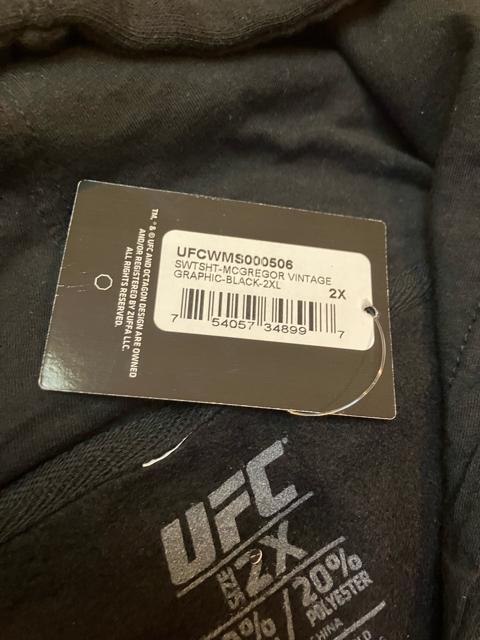 TM, ® & © UFC AND OCTAGON DESIGN ARE OWNED
AND/OR REGISTERED BY ZUFFA LLC.
ALL RIGHTS RESERVED.
UFCWMS000506
SWTSHT-MCGREGOR VINTAGE
GRAPHIC-BLACK-2XL
2X
7 54057 34899 7
UFC
SIZE 2X
20%
POLYESTER